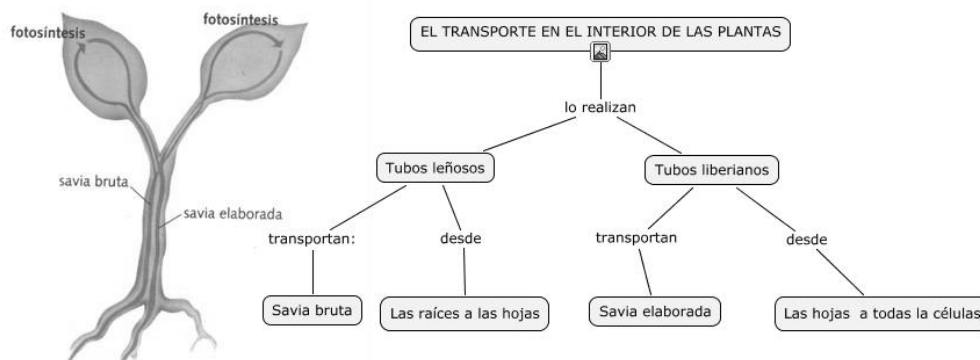 fotosíntesis
fotosíntesis
savia bruta
savia elaborada
EL TRANSPORTE EN EL INTERIOR DE LAS PLANTAS
lo realizan
Tubos leñosos
Tubos liberianos
transportan:
desde
transportan
desde
Savia bruta
Las raíces a las hojas
Savia elaborada
Las hojas a todas la células